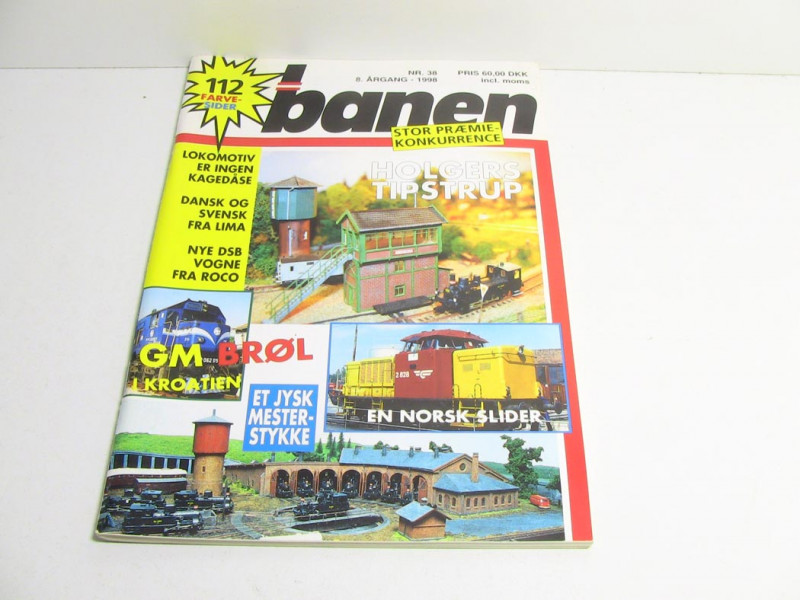 112
FARVE-
SIDER
NR. 38
8. ÅRGANG - 1998
PRIS 60,00 DKK
incl. moms
banen
STOR PRÆMIE-
KONKURRENCE
LOKOMOTIV
ER INGEN
KAGEDÅSE
DANSK OG
SVENSK
FRA LIMA
NYE DSB
VOGNE
FRA ROCO
HOLGERS
TIPSTRUP
GM BRØL
I KROATIEN
ET JYSK
MESTER-
STYKKE
EN NORSK SLIDER